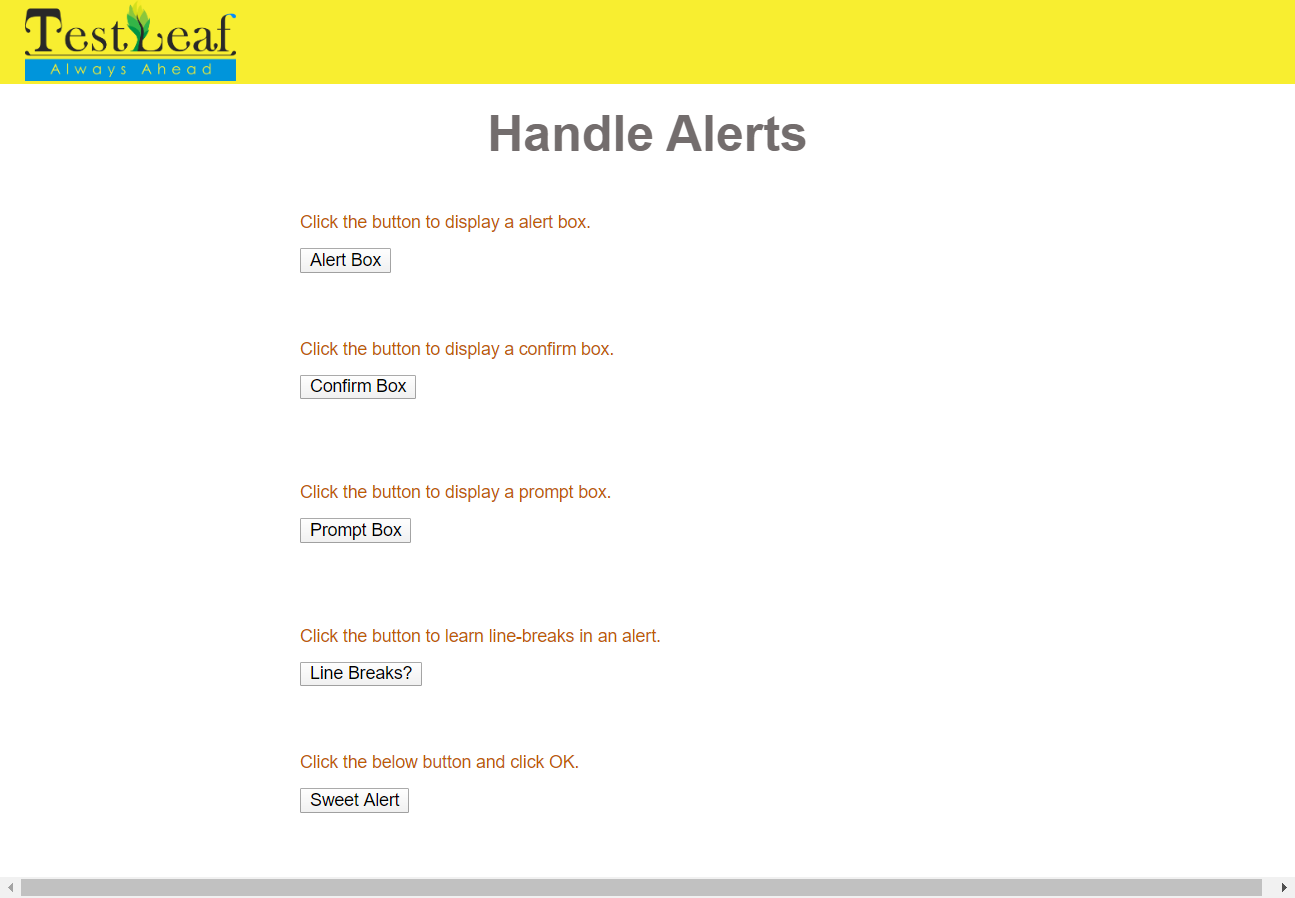 TestLeaf
Always Ahead
Handle Alerts
Click the button to display a alert box.
Alert Box
Click the button to display a confirm box.
Confirm Box
Click the button to display a prompt box.
Prompt Box
Click the button to learn line-breaks in an alert.
Line Breaks?
Click the below button and click OK.
Sweet Alert